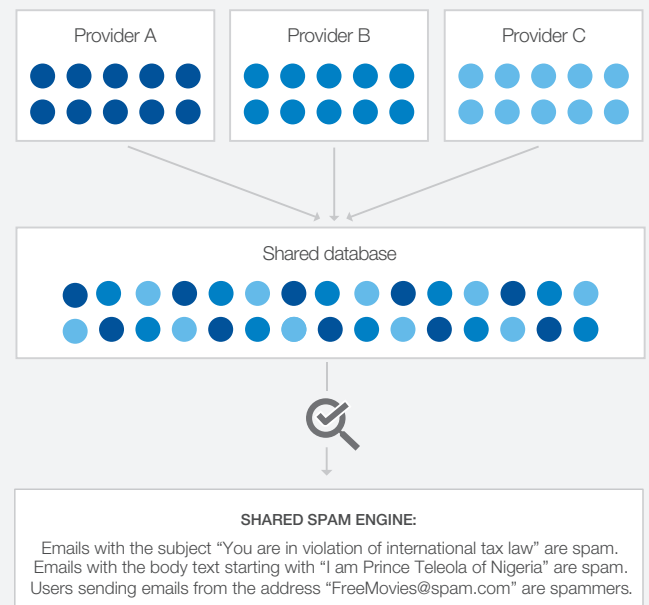 Provider A
Provider B
Provider C
Shared database
SHARED SPAM ENGINE:
Emails with the subject “You are in violation of international tax law” are spam.
Emails with the body text starting with “I am Prince Teleola of Nigeria” are spam.
Users sending emails from the address “FreeMovies@spam.com” are spammers.